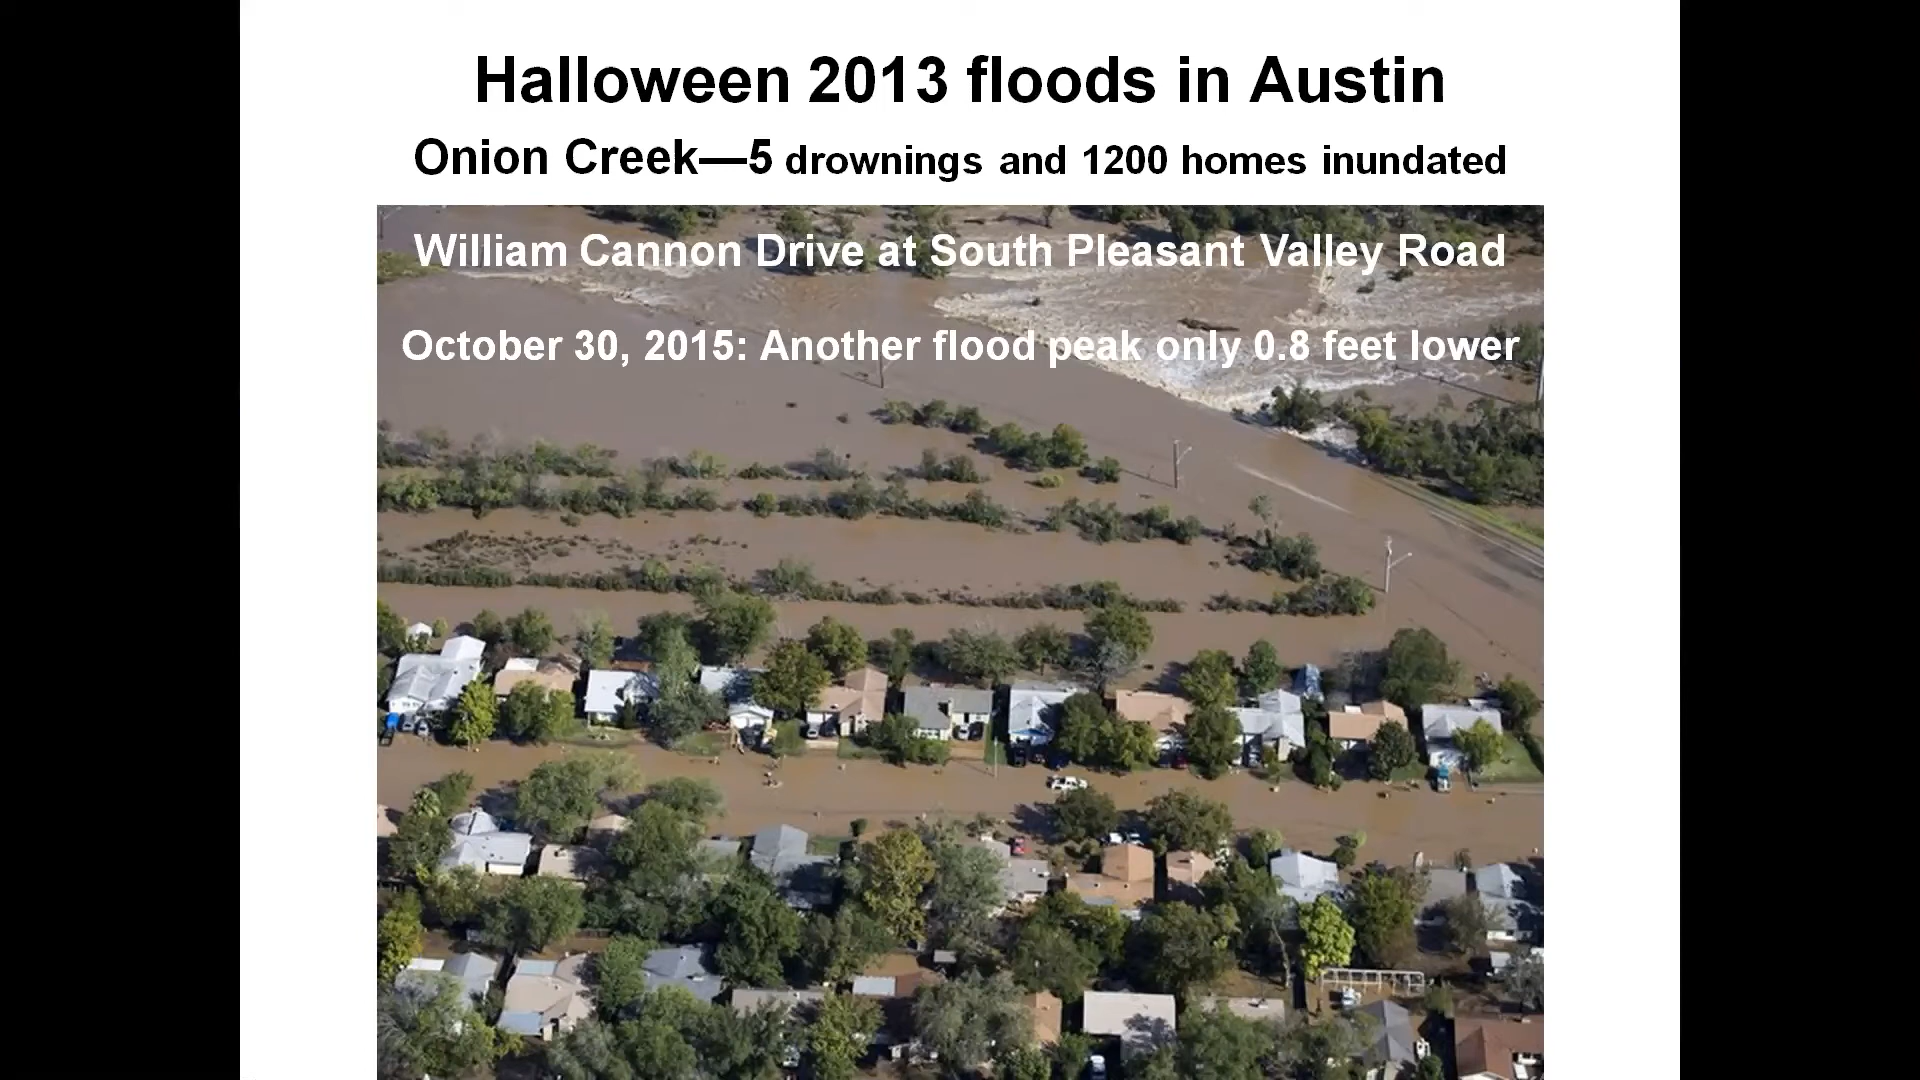 Halloween 2013 floods in Austin
Onion Creek—5 drownings and 1200 homes inundated
William Cannon Drive at South Pleasant Valley Road
October 30, 2015: Another flood peak only 0.8 feet lower